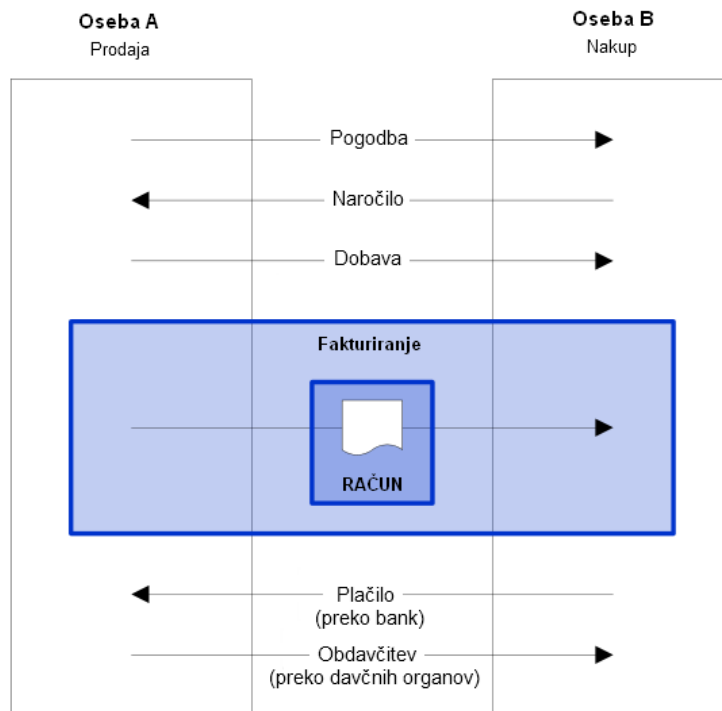 Oseba A
Prodaja
Oseba B
Nakup
Pogodba
Naročilo
Dobava
Fakturiranje
RAČUN
Plačilo
(preko bank)
Obdavčitev
(preko davčnih organov)